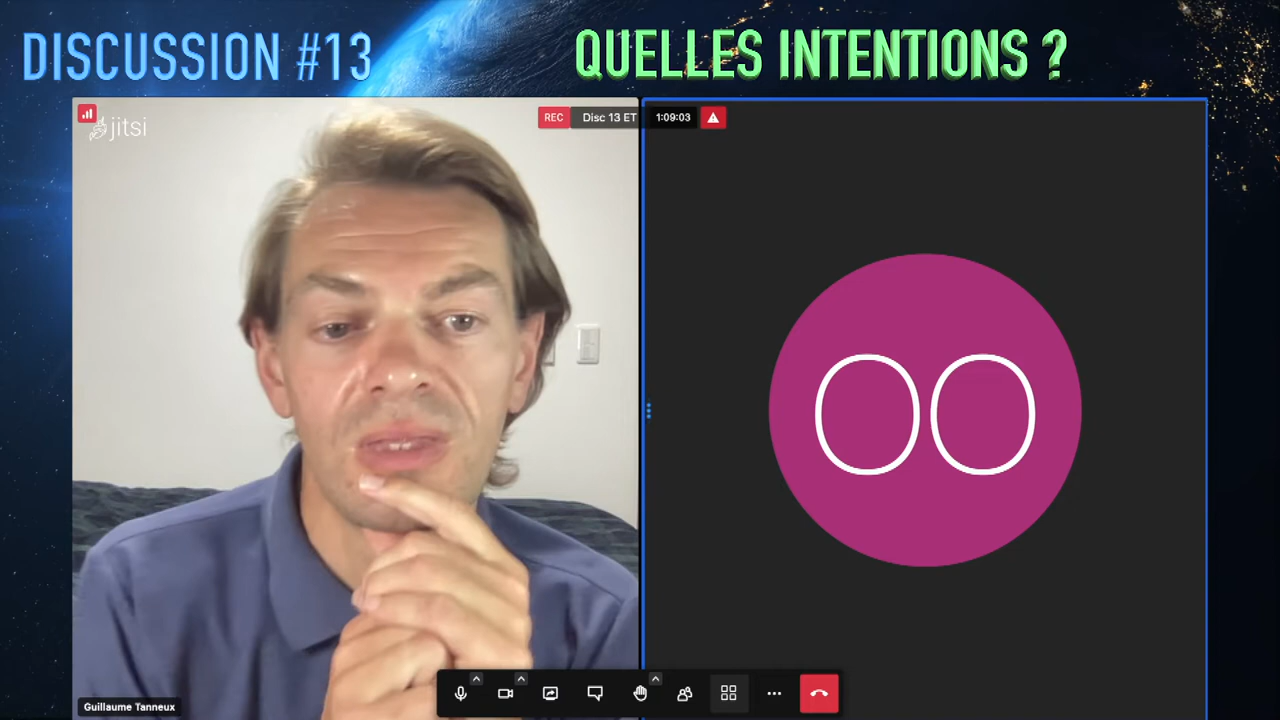 DISCUSSION #13
QUELLES INTENTIONS ?
jitsi
REC
Disc 13 ET
1:09:03
OO
Guillaume Tanneux